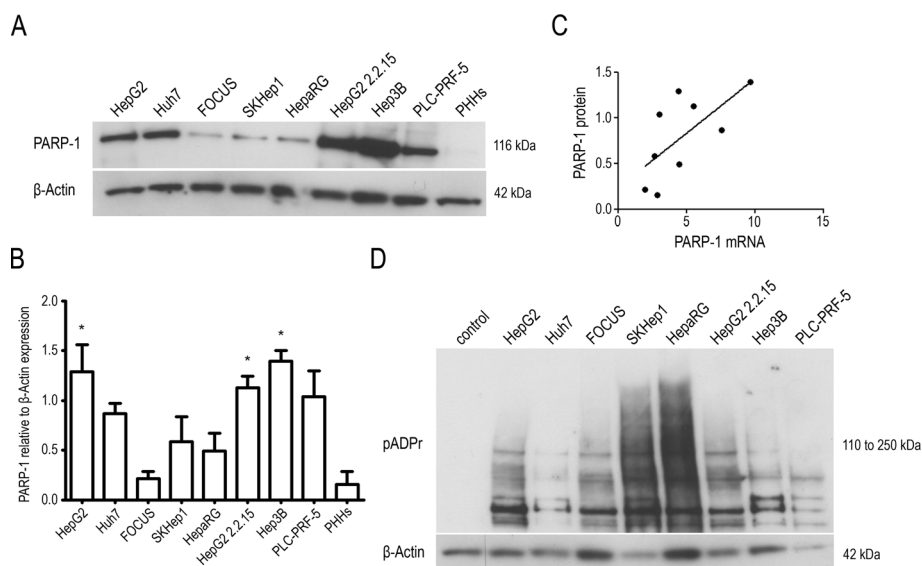 A
HepG2 Huh7 FOCUS SKHep1 HepaRG HepG2 2.2.15 Hep3B PLC-PRF-5 PHHs
PARP-1 116 kDa
β-Actin 42 kDa
B
PARP-1 relative to β-Actin expression
2.0
1.5
1.0
0.5
0.0
* * *
HepG2 Huh7 FOCUS SKHep1 HepaRG HepG2 2.2.15 Hep3B PLC-PRF-5 PHHs
C
PARP-1 protein
1.5
1.0
0.5
0.0
0 5 10 15
PARP-1 mRNA
D
control HepG2 Huh7 FOCUS SKHep1 HepaRG HepG2 2.2.15 Hep3B PLC-PRF-5
pADPr 110 to 250 kDa
β-Actin 42 kDa